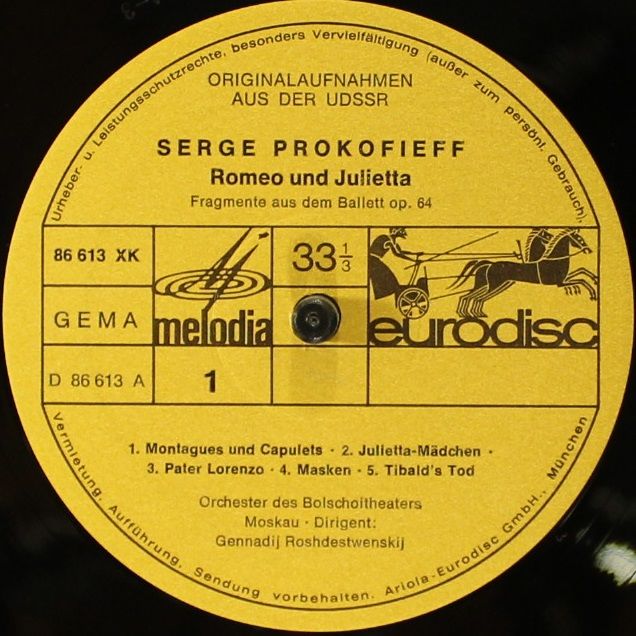 Urheber- u. Leistungsschutzrechte, besonders Vervielfältigung (außer zum persönl. Gebrauch),
ORIGINALAUFNAHMEN
AUS DER UDSSR
SERGE PROKOFIEFF
Romeo und Julietta
Fragmente aus dem Ballett op. 64
86 613 XK
33 1/3
GEMA
melodia
eurodisc
D 86 613 A
1
1. Montagues und Capulets · 2. Julietta-Mädchen ·
3. Pater Lorenzo · 4. Masken · 5. Tibald's Tod
Orchester des Bolschoitheaters
Moskau · Dirigent:
Gennadij Roshdestwenskij
Vermietung, Aufführung, Sendung vorbehalten. Ariola-Eurodisc GmbH., München